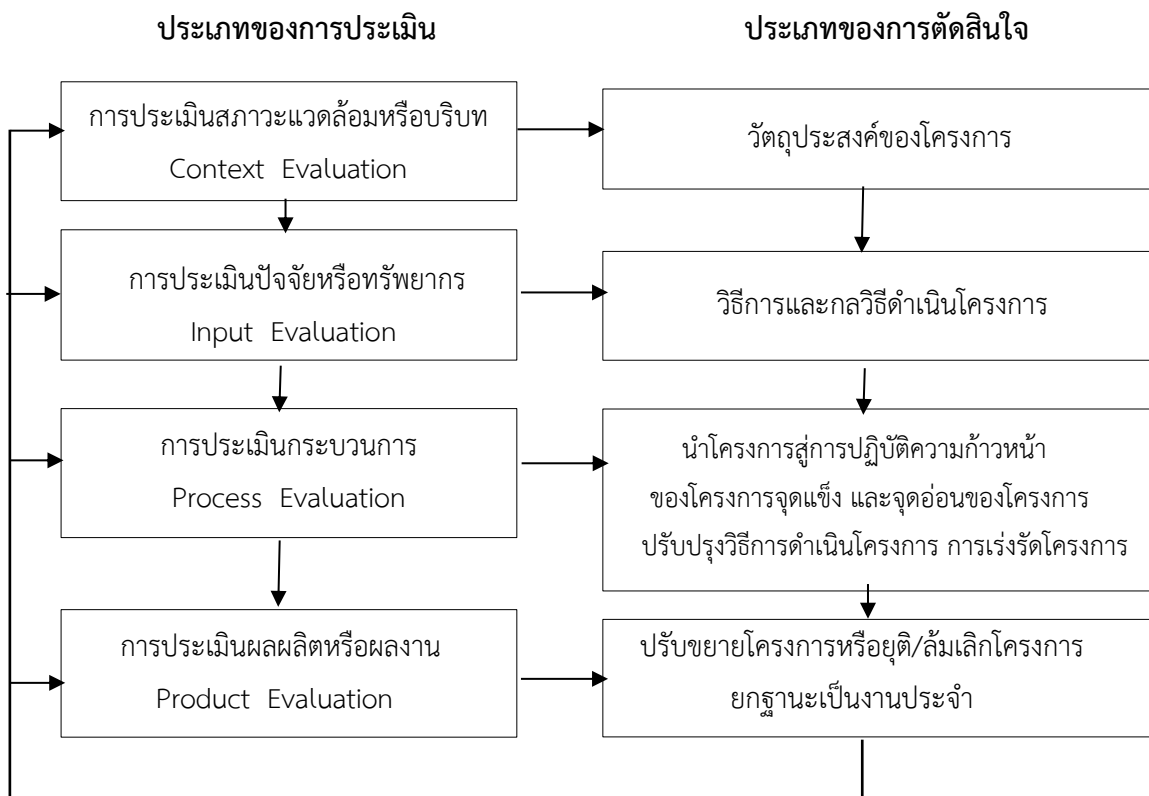 ประเภทของการประเมิน
ประเภทของการตัดสินใจ
การประเมินสภาวะแวดล้อมหรือบริบท
Context Evaluation
วัตถุประสงค์ของโครงการ
การประเมินปัจจัยหรือทรัพยากร
Input Evaluation
วิธีการและกลวิธีดำเนินโครงการ
การประเมินกระบวนการ
Process Evaluation
นำโครงการสู่การปฏิบัติความก้าวหน้า
ของโครงการจุดแข็ง และจุดอ่อนของโครงการ
ปรับปรุงวิธีการดำเนินโครงการ การเร่งรัดโครงการ
การประเมินผลผลิตหรือผลงาน
Product Evaluation
ปรับขยายโครงการหรือยุติ/ล้มเลิกโครงการ
ยกฐานะเป็นงานประจำ